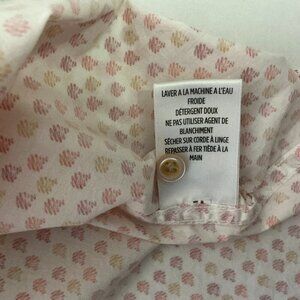 LAVER A LA MACHINE A L'EAU
FROIDE
DÉTERGENT DOUX
NE PAS UTILISER AGENT DE
BLANCHIMENT
SÉCHER SUR CORDE À LINGE
REPASSER À FER TIÈDE À LA
MAIN